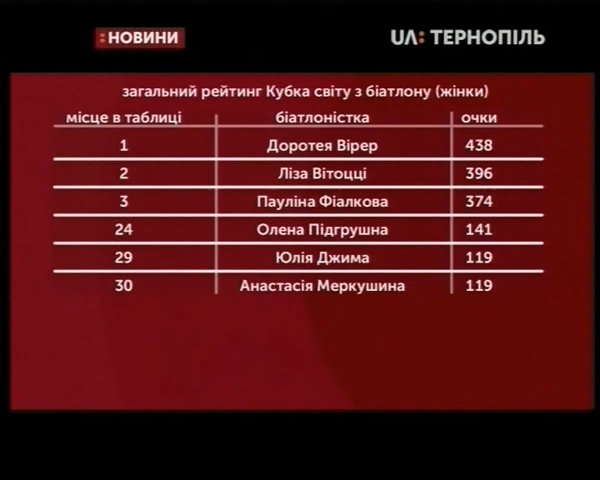 :НОВИНИ
UA: ТЕРНОПІЛЬ
загальний рейтинг Кубка світу з біатлону (жінки)
місце в таблиці біатлоністка очки
1 Доротея Вірер 438
2 Ліза Вітоцці 396
3 Пауліна Фіалкова 374
24 Олена Підгрушна 141
29 Юлія Джима 119
30 Анастасія Меркушина 119